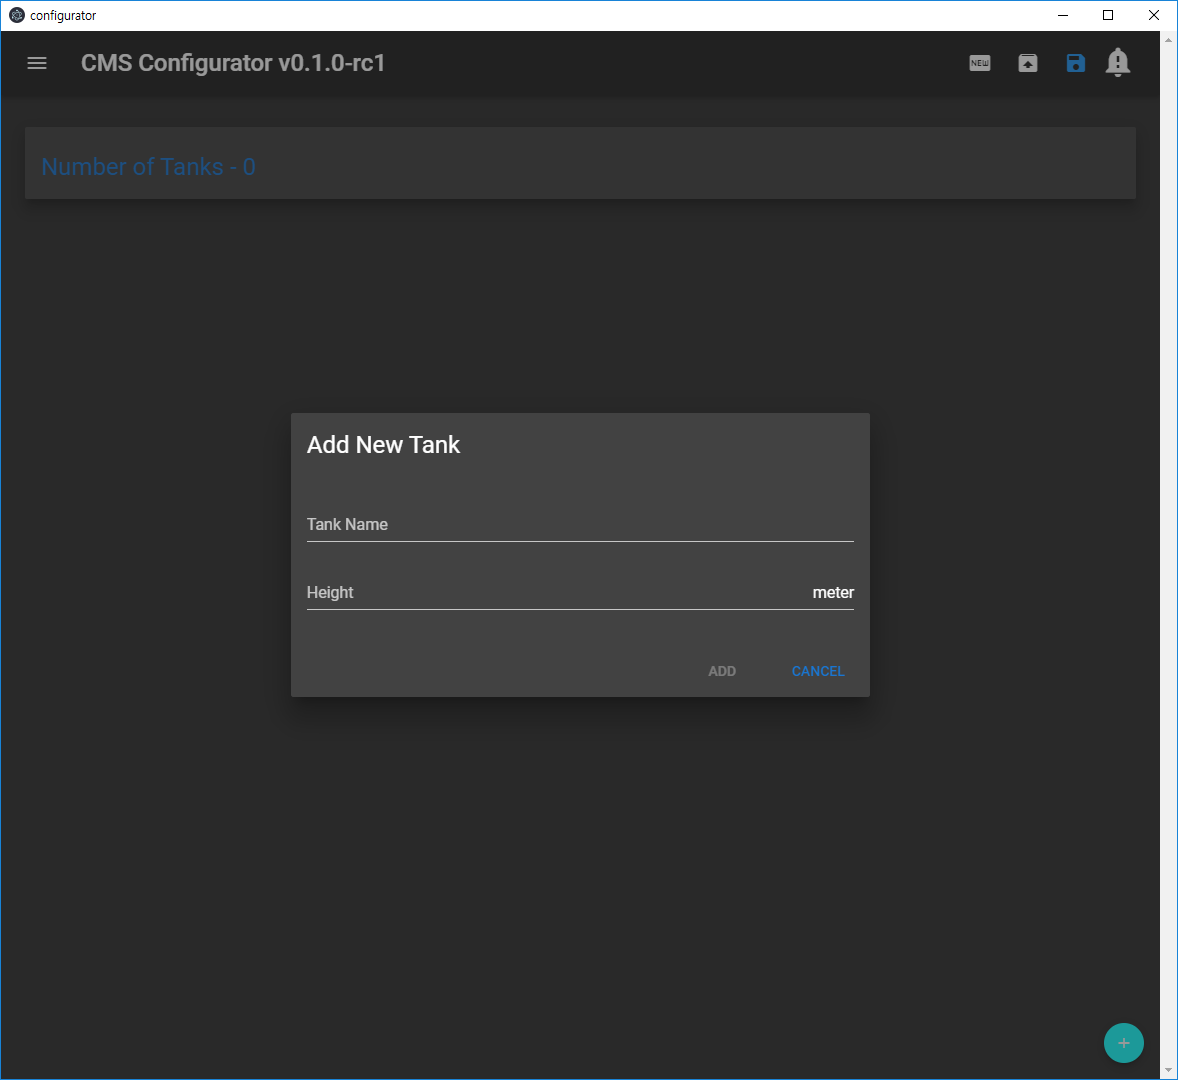 configurator
CMS Configurator v0.1.0-rc1
NEW
Number of Tanks - 0
Add New Tank
Tank Name
Height meter
ADD CANCEL